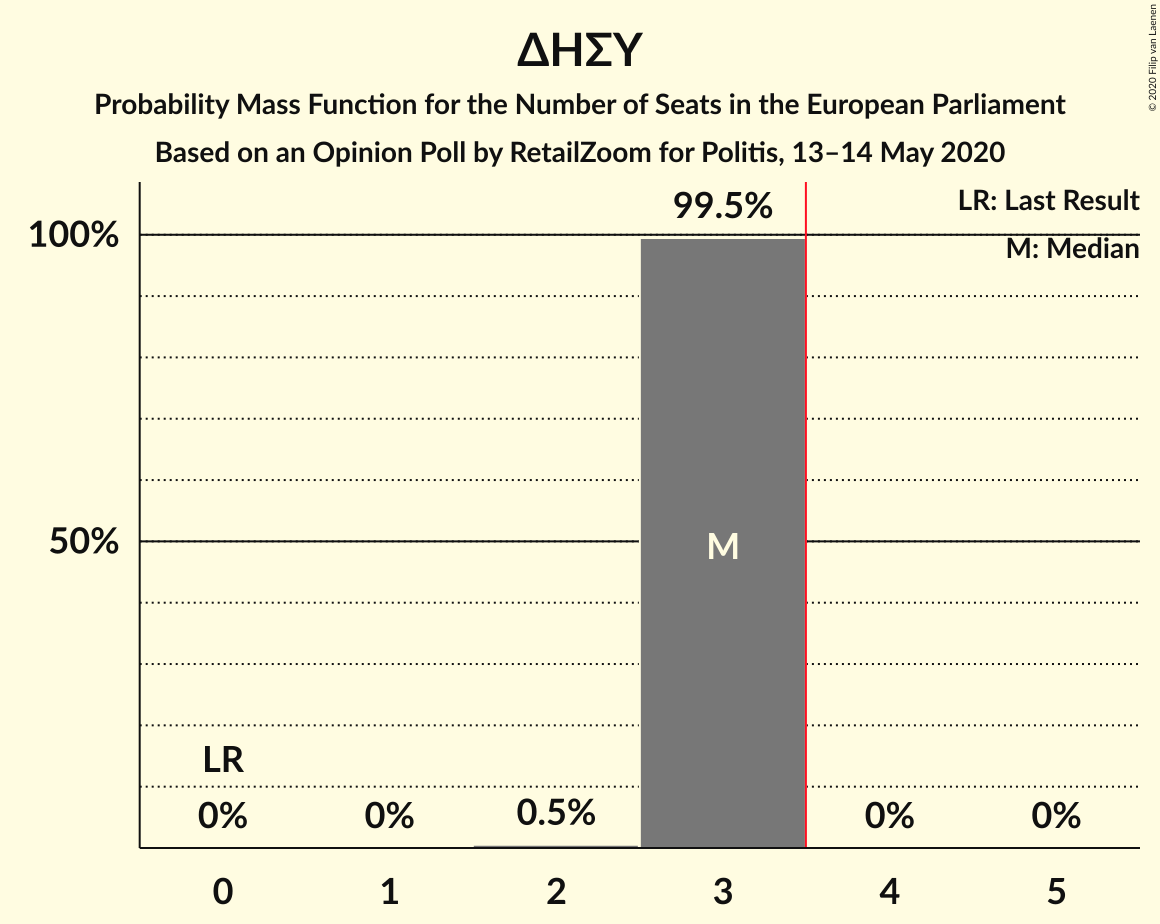 ΔΗΣΥ
Probability Mass Function for the Number of Seats in the European Parliament
Based on an Opinion Poll by RetailZoom for Politis, 13–14 May 2020
© 2020 Filip van Laenen
LR: Last Result
M: Median
99.5%
100%
50%
M
LR
0%
0%
0.5%
0%
0%
0
1
2
3
4
5